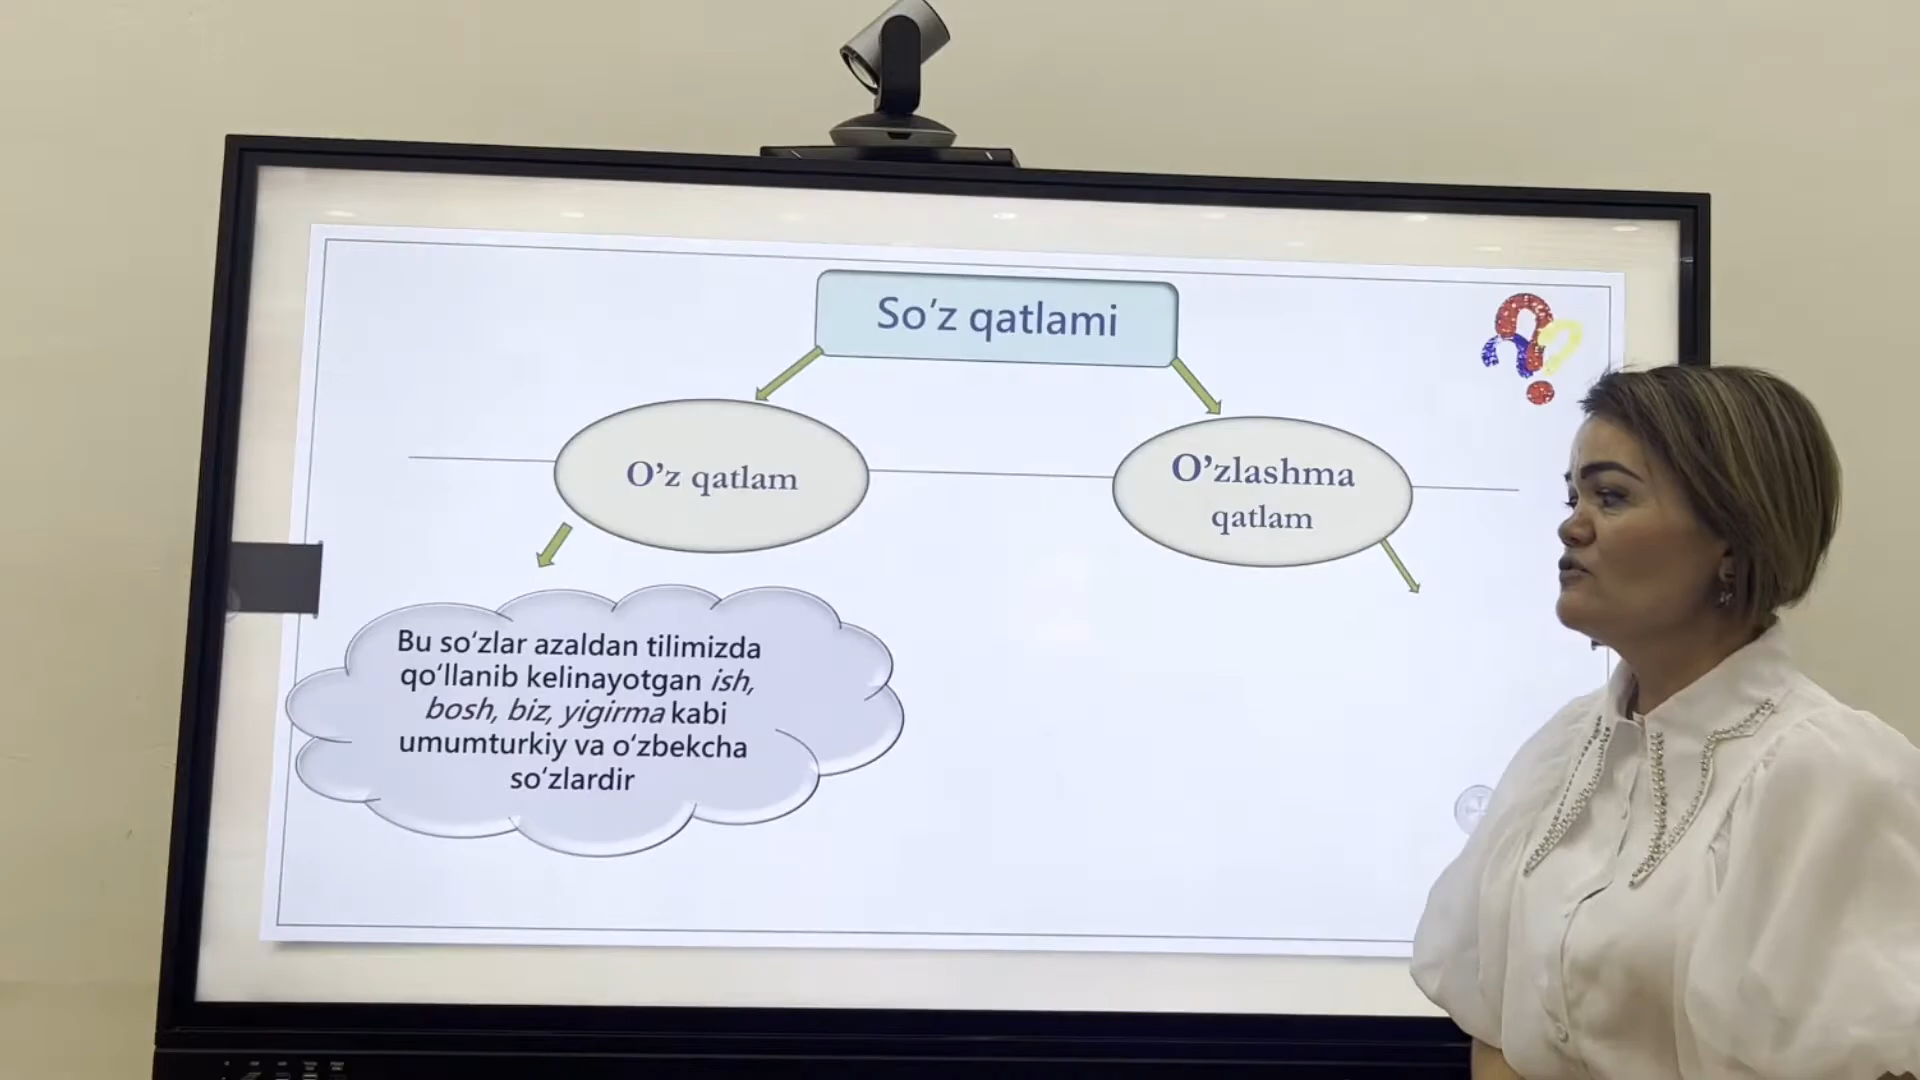 So‘z qatlami
O’z qatlam
O’zlashma
qatlam
Bu so‘zlar azaldan tilimizda
qo‘llanib kelinayotgan ish,
bosh, biz, yigirma kabi
umumturkiy va o‘zbekcha
so‘zlardir